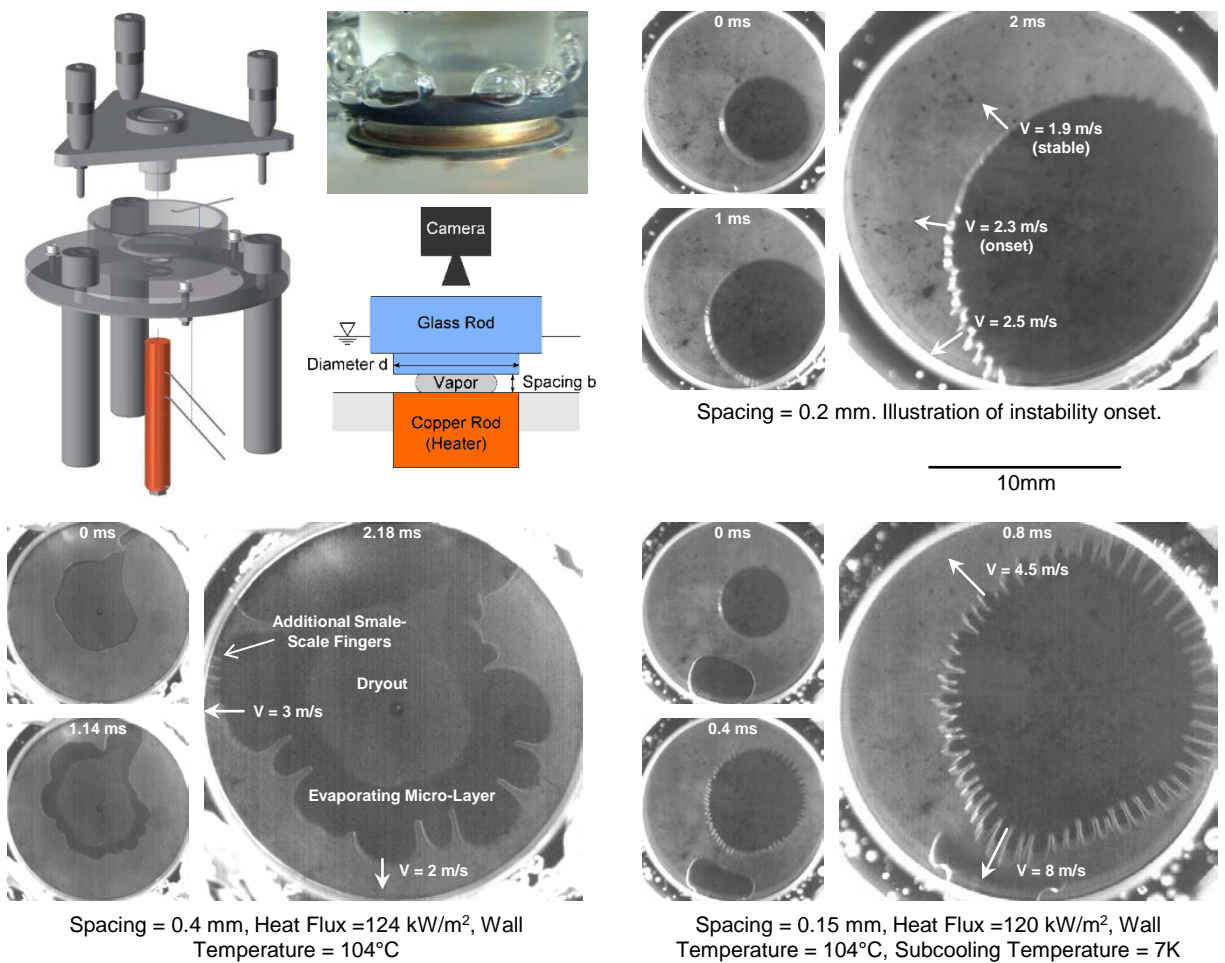 Camera
Glass Rod
Diameter d
Vapor
Spacing b
Copper Rod
(Heater)
0 ms
1 ms
2 ms
V = 1.9 m/s
(stable)
V = 2.3 m/s
(onset)
V = 2.5 m/s
Spacing = 0.2 mm. Illustration of instability onset.
10mm
0 ms
1.14 ms
2.18 ms
Additional Smale-
Scale Fingers
Dryout
V = 3 m/s
Evaporating Micro-Layer
V = 2 m/s
Spacing = 0.4 mm, Heat Flux =124 kW/m², Wall
Temperature = 104°C
0 ms
0.4 ms
0.8 ms
V = 4.5 m/s
V = 8 m/s
Spacing = 0.15 mm, Heat Flux =120 kW/m², Wall
Temperature = 104°C, Subcooling Temperature = 7K